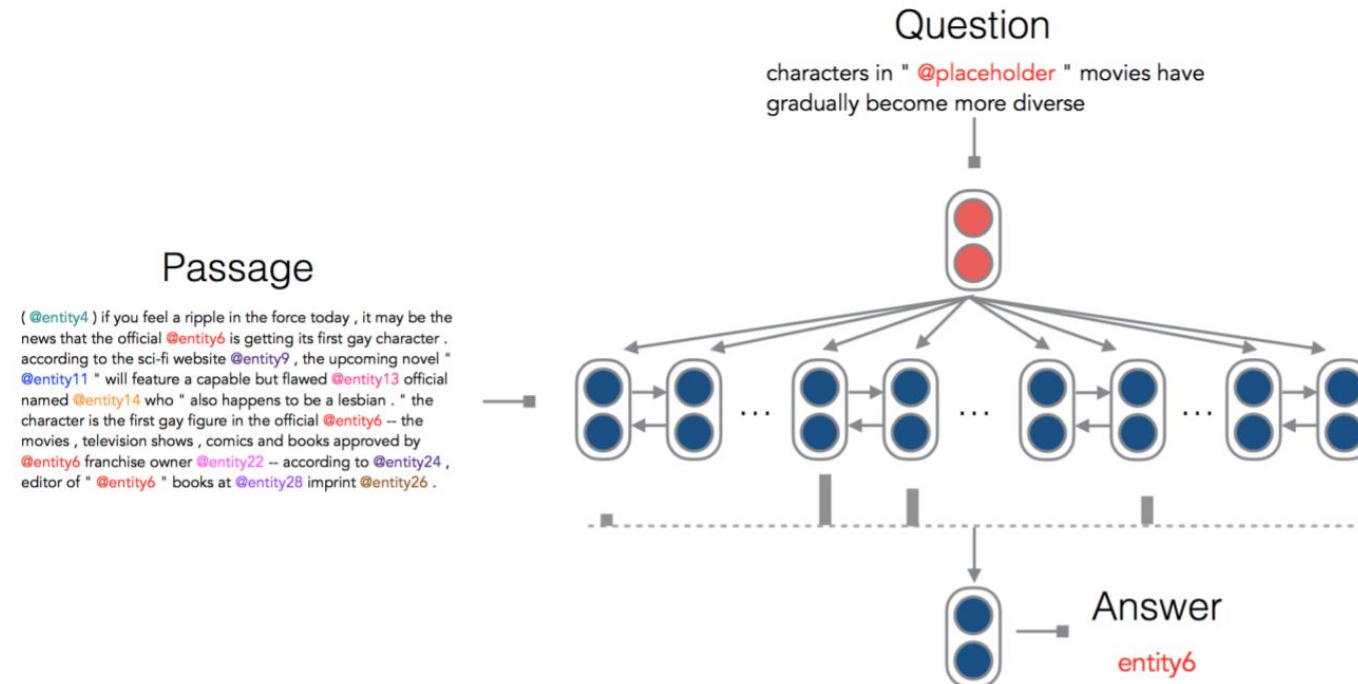 Question
characters in " @placeholder " movies have
gradually become more diverse
Passage
( @entity4 ) if you feel a ripple in the force today , it may be the
news that the official @entity6 is getting its first gay character .
according to the sci-fi website @entity9 , the upcoming novel "
@entity11 " will feature a capable but flawed @entity13 official
named @entity14 who " also happens to be a lesbian . " the
character is the first gay figure in the official @entity6 -- the
movies , television shows , comics and books approved by
@entity6 franchise owner @entity22 -- according to @entity24 ,
editor of " @entity6 " books at @entity28 imprint @entity26 .
... ... ...
Answer
entity6